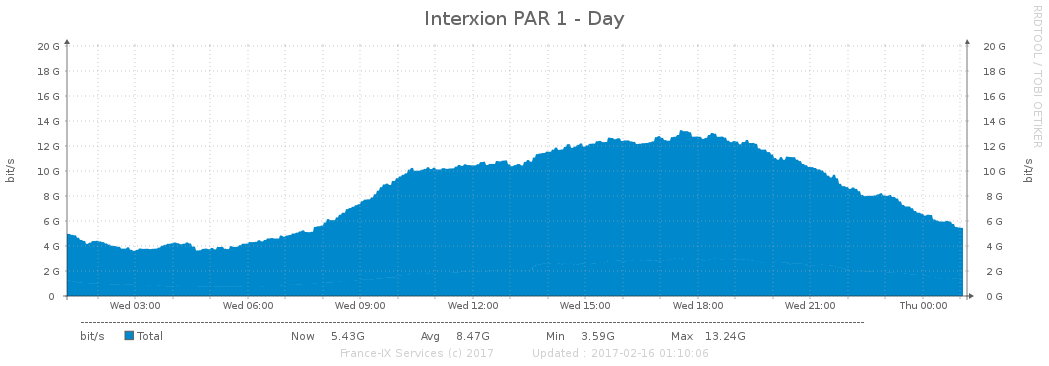 Interxion PAR 1 - Day
RRDTOOL / TOBI OETIKER
bit/s
20 G
18 G
16 G
14 G
12 G
10 G
8 G
6 G
4 G
2 G
0
20 G
18 G
16 G
14 G
12 G
10 G
8 G
6 G
4 G
2 G
0 G
bit/s
Wed 03:00 Wed 06:00 Wed 09:00 Wed 12:00 Wed 15:00 Wed 18:00 Wed 21:00 Thu 00:00
bit/s Total Now 5.43G Avg 8.47G Min 3.59G Max 13.24G
France-IX Services (c) 2017 Updated : 2017-02-16 01:10:06